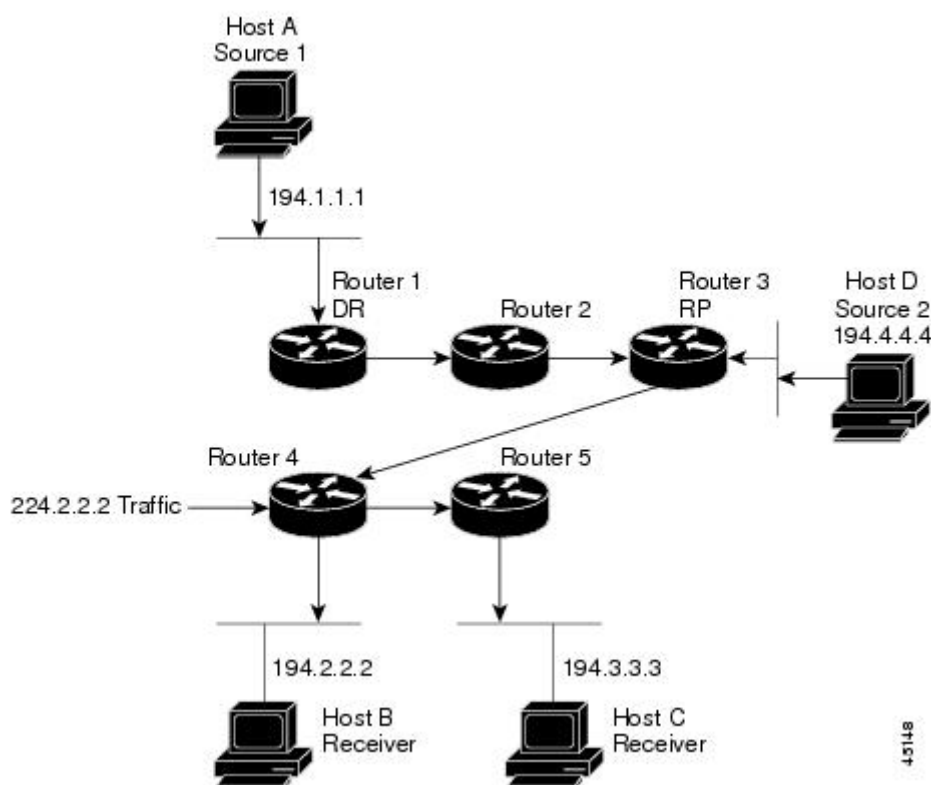 Host A
Source 1
194.1.1.1
Router 1
DR
Router 2
Router 3
RP
Host D
Source 2
194.4.4.4
Router 4
Router 5
224.2.2.2 Traffic
194.2.2.2
194.3.3.3
Host B
Receiver
Host C
Receiver
45148